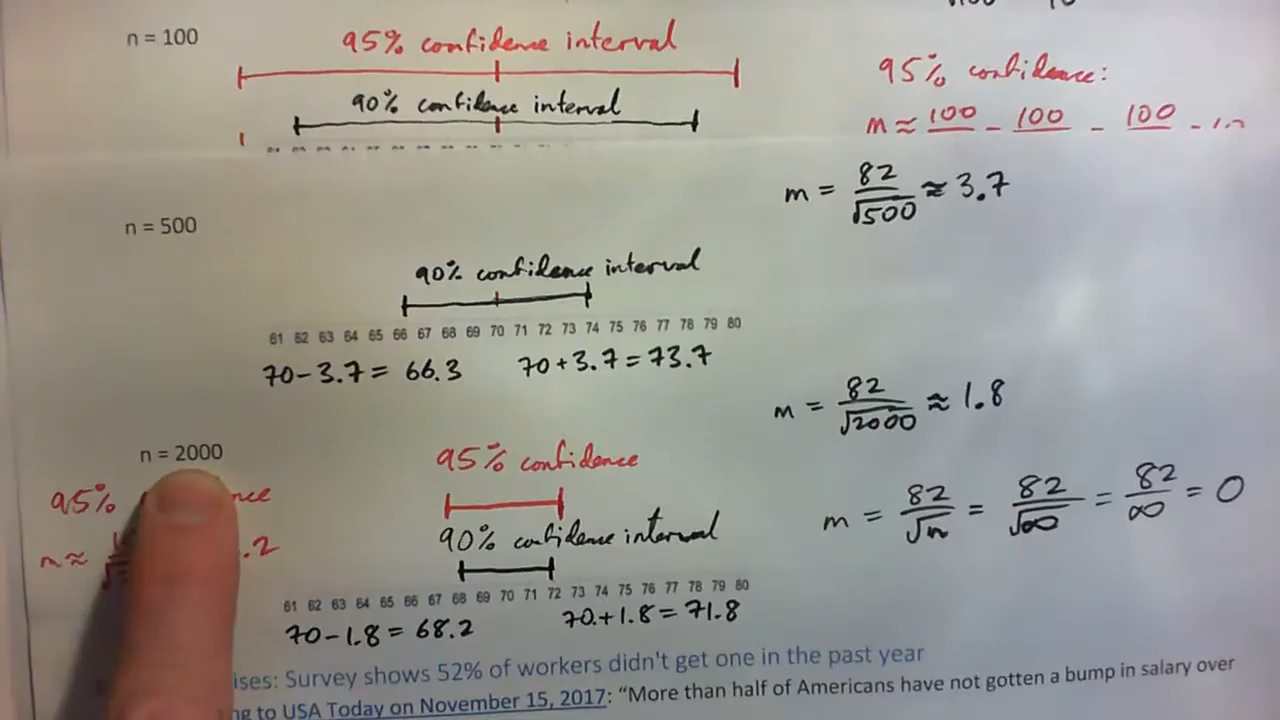 n = 100
95% confidence interval
90% confidence interval
95% confidence:
m ≈ 100 - 100 - 100 -
m = 82/√500 ≈ 3.7
n = 500
90% confidence interval
61 62 63 64 65 66 67 68 69 70 71 72 73 74 75 76 77 78 79 80
70-3.7= 66.3 70+3.7=73.7
m = 82/√2000 ≈ 1.8
n = 2000
95% confidence
95% nce
m≈ .2
90% confidence interval
m = 82/√n = 82/√∞ = 82/∞ = 0
61 62 63 64 65 66 67 68 69 70 71 72 73 74 75 76 77 78 79 80
70-1.8= 68.2 70+1.8=71.8
ises: Survey shows 52% of workers didn't get one in the past year
ng to USA Today on November 15, 2017: “More than half of Americans have not gotten a bump in salary over